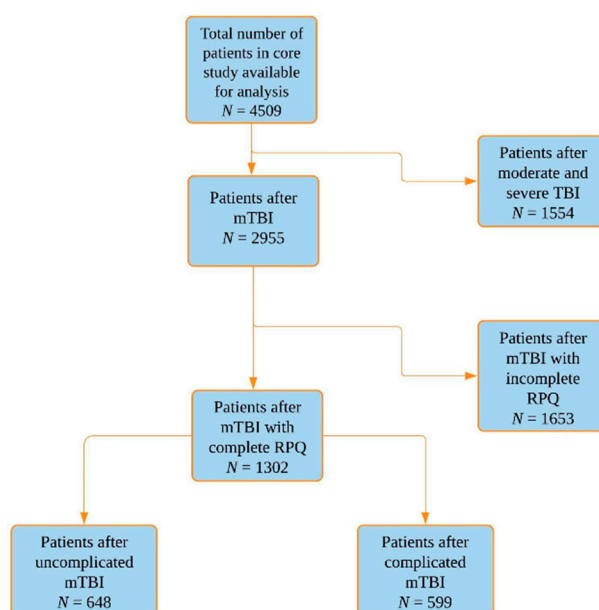 Total number of
patients in core
study available
for analysis
N = 4509
Patients after
moderate and
severe TBI
N = 1554
Patients after
mTBI
N = 2955
Patients after
mTBI with
incomplete
RPQ
N = 1653
Patients after
mTBI with
complete RPQ
N = 1302
Patients after
uncomplicated
mTBI
N = 648
Patients after
complicated
mTBI
N = 599